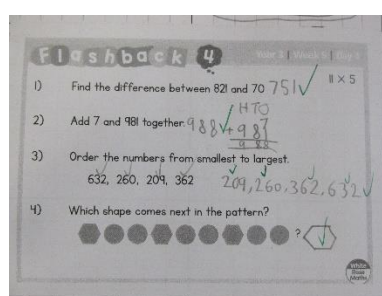 Flashback 4
Year 3 | Week 5 | Day 3
1) Find the difference between 821 and 70 751 11 × 5
HTO
2) Add 7 and 981 together. 988 + 981
988
3) Order the numbers from smallest to largest.
632, 260, 209, 362 209, 260, 362, 632
4) Which shape comes next in the pattern?
?
White
Rose
Maths